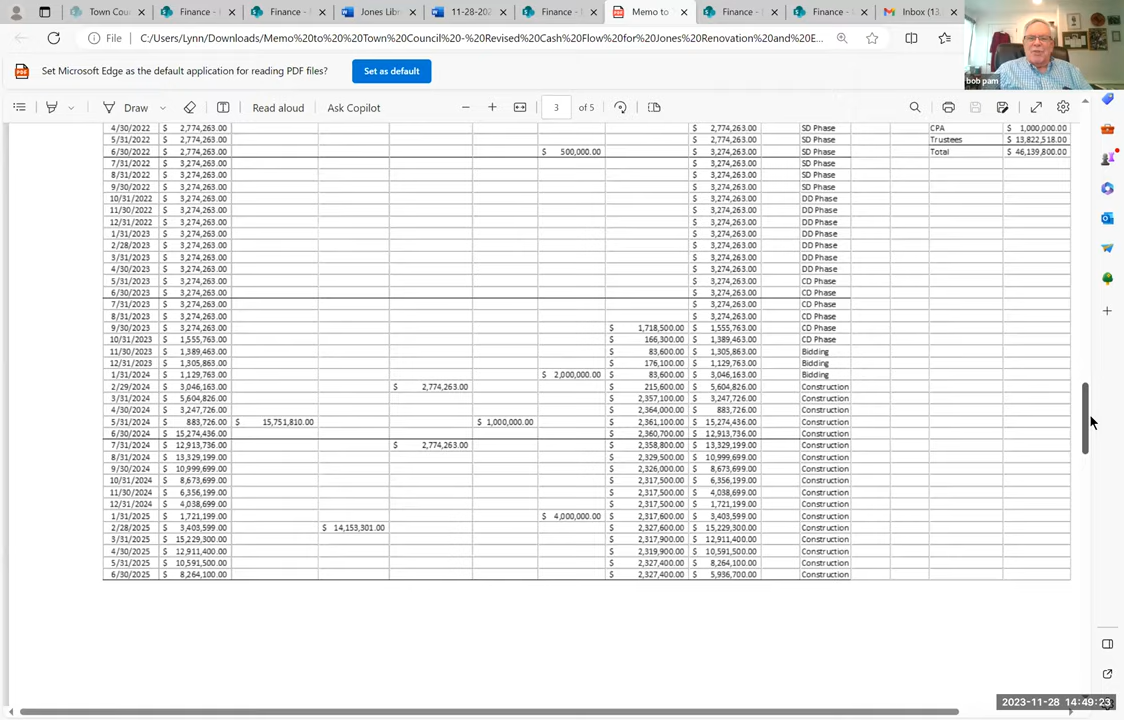 Town Cou
Finance -
Finance - F
Jones Libr
11-28-202
Finance - I
Memo to
Finance -
Finance - I
Inbox (13,
File C:/Users/Lynn/Downloads/Memo%20to%20%20Town%20Council%20-%20Revised%20Cash%20Flow%20for%20Jones%20Renovation%20and%20E...
bob pam
Set Microsoft Edge as the default application for reading PDF files? Set as default
Draw Read aloud Ask Copilot 3 of 5
4/30/2022 $ 2,774,263.00 $ 2,774,263.00 SD Phase CPA $ 1,000,000.00
5/31/2022 $ 2,774,263.00 $ 2,774,263.00 SD Phase Trustees $ 13,822,518.00
6/30/2022 $ 2,774,263.00 $ 500,000.00 $ 3,274,263.00 SD Phase Total $ 46,139,800.00
7/31/2022 $ 3,274,263.00 $ 3,274,263.00 SD Phase
8/31/2022 $ 3,274,263.00 $ 3,274,263.00 SD Phase
9/30/2022 $ 3,274,263.00 $ 3,274,263.00 SD Phase
10/31/2022 $ 3,274,263.00 $ 3,274,263.00 DD Phase
11/30/2022 $ 3,274,263.00 $ 3,274,263.00 DD Phase
12/31/2022 $ 3,274,263.00 $ 3,274,263.00 DD Phase
1/31/2023 $ 3,274,263.00 $ 3,274,263.00 DD Phase
2/28/2023 $ 3,274,263.00 $ 3,274,263.00 DD Phase
3/31/2023 $ 3,274,263.00 $ 3,274,263.00 DD Phase
4/30/2023 $ 3,274,263.00 $ 3,274,263.00 DD Phase
5/31/2023 $ 3,274,263.00 $ 3,274,263.00 CD Phase
6/30/2023 $ 3,274,263.00 $ 3,274,263.00 CD Phase
7/31/2023 $ 3,274,263.00 $ 3,274,263.00 CD Phase
8/31/2023 $ 3,274,263.00 $ 3,274,263.00 CD Phase
9/30/2023 $ 3,274,263.00 $ 1,718,500.00 $ 1,555,763.00 CD Phase
10/31/2023 $ 1,555,763.00 $ 166,300.00 $ 1,389,463.00 CD Phase
11/30/2023 $ 1,389,463.00 $ 83,600.00 $ 1,305,863.00 Bidding
12/31/2023 $ 1,305,863.00 $ 176,100.00 $ 1,129,763.00 Bidding
1/31/2024 $ 1,129,763.00 $ 2,000,000.00 $ 83,600.00 $ 3,046,163.00 Bidding
2/29/2024 $ 3,046,163.00 $ 2,774,263.00 $ 215,600.00 $ 5,604,826.00 Construction
3/31/2024 $ 5,604,826.00 $ 2,357,100.00 $ 3,247,726.00 Construction
4/30/2024 $ 3,247,726.00 $ 2,364,000.00 $ 883,726.00 Construction
5/31/2024 $ 883,726.00 $ 15,751,810.00 $ 1,000,000.00 $ 2,361,100.00 $ 15,274,436.00 Construction
6/30/2024 $ 15,274,436.00 $ 2,360,700.00 $ 12,913,736.00 Construction
7/31/2024 $ 12,913,736.00 $ 2,774,263.00 $ 2,358,800.00 $ 13,329,199.00 Construction
8/31/2024 $ 13,329,199.00 $ 2,329,500.00 $ 10,999,699.00 Construction
9/30/2024 $ 10,999,699.00 $ 2,326,000.00 $ 8,673,699.00 Construction
10/31/2024 $ 8,673,699.00 $ 2,317,500.00 $ 6,356,199.00 Construction
11/30/2024 $ 6,356,199.00 $ 2,317,500.00 $ 4,038,699.00 Construction
12/31/2024 $ 4,038,699.00 $ 2,317,500.00 $ 1,721,199.00 Construction
1/31/2025 $ 1,721,199.00 $ 4,000,000.00 $ 2,317,600.00 $ 3,403,599.00 Construction
2/28/2025 $ 3,403,599.00 $ 14,153,301.00 $ 2,327,600.00 $ 15,229,300.00 Construction
3/31/2025 $ 15,229,300.00 $ 2,317,900.00 $ 12,911,400.00 Construction
4/30/2025 $ 12,911,400.00 $ 2,319,900.00 $ 10,591,500.00 Construction
5/31/2025 $ 10,591,500.00 $ 2,327,400.00 $ 8,264,100.00 Construction
6/30/2025 $ 8,264,100.00 $ 2,327,400.00 $ 5,936,700.00 Construction
2023-11-28 14:49:23